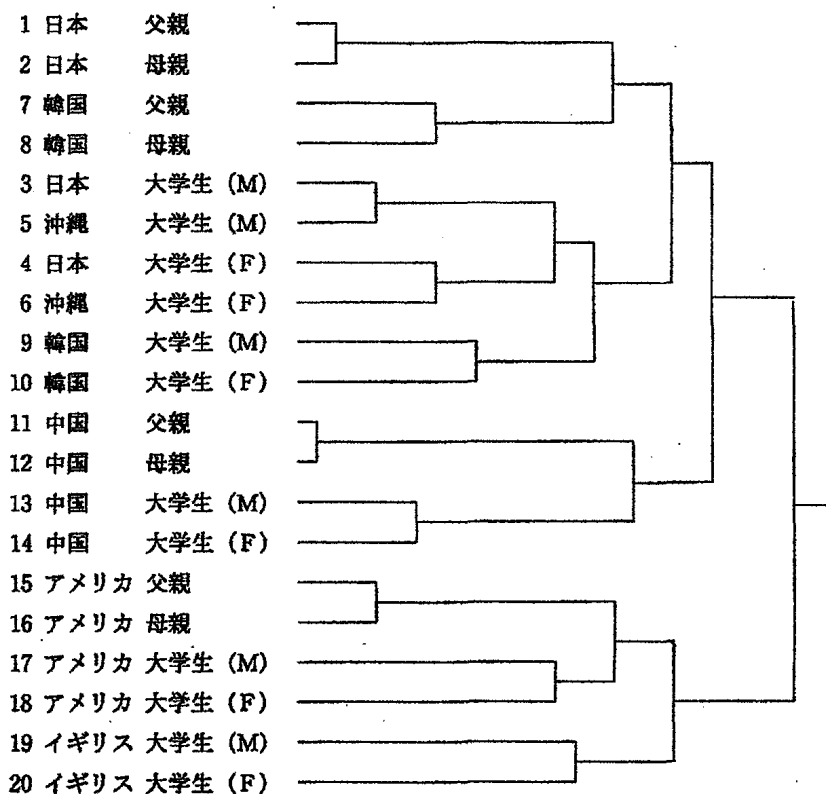 1 日本 父親
2 日本 母親
7 韓国 父親
8 韓国 母親
3 日本 大学生 (M)
5 沖縄 大学生 (M)
4 日本 大学生 (F)
6 沖縄 大学生 (F)
9 韓国 大学生 (M)
10 韓国 大学生 (F)
11 中国 父親
12 中国 母親
13 中国 大学生 (M)
14 中国 大学生 (F)
15 アメリカ 父親
16 アメリカ 母親
17 アメリカ 大学生 (M)
18 アメリカ 大学生 (F)
19 イギリス 大学生 (M)
20 イギリス 大学生 (F)